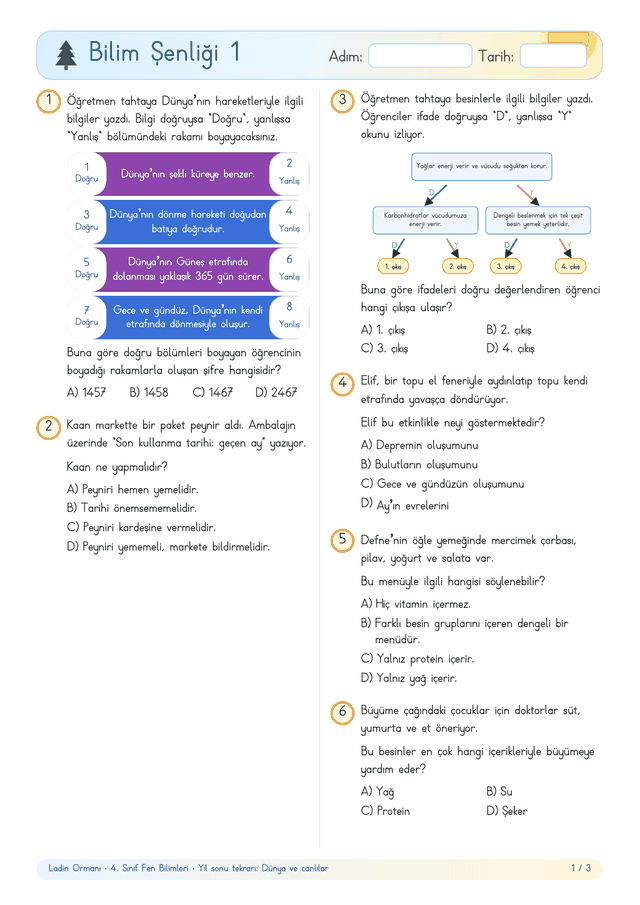 Bilim Şenliği 1
Adım:
Tarih:
1
Öğretmen tahtaya Dünya'nın hareketleriyle ilgili
bilgiler yazdı. Bilgi doğruysa "Doğru", yanlışsa
"Yanlış" bölümündeki rakamı boyayacaksınız.
1
Doğru
Dünya'nın şekli küreye benzer.
2
Yanlış
3
Doğru
Dünya'nın dönme hareketi doğudan
batıya doğrudur.
4
Yanlış
5
Doğru
Dünya'nın Güneş etrafında
dolanması yaklaşık 365 gün sürer.
6
Yanlış
7
Doğru
Gece ve gündüz, Dünya'nın kendi
etrafında dönmesiyle oluşur.
8
Yanlış
Buna göre doğru bölümleri boyayan öğrencinin
boyadığı rakamlarla oluşan şifre hangisidir?
A) 1457 B) 1458 C) 1467 D) 2467
2
Kaan markette bir paket peynir aldı. Ambalajın
üzerinde "Son kullanma tarihi: geçen ay" yazıyor.
Kaan ne yapmalıdır?
A) Peyniri hemen yemelidir.
B) Tarihi önemsememelidir.
C) Peyniri kardeşine vermelidir.
D) Peyniri yememeli, markete bildirmelidir.
3
Öğretmen tahtaya besinlerle ilgili bilgiler yazdı.
Öğrenciler ifade doğruysa "D", yanlışsa "Y"
okunu izliyor.
Yağlar enerji verir ve vücudu soğuktan korur.
D Y
Karbonhidratlar vücudumuza
enerji verir.
Dengeli beslenmek için tek çeşit
besin yemek yeterlidir.
D Y D Y
1. çıkış 2. çıkış 3. çıkış 4. çıkış
Buna göre ifadeleri doğru değerlendiren öğrenci
hangi çıkışa ulaşır?
A) 1. çıkış B) 2. çıkış
C) 3. çıkış D) 4. çıkış
4
Elif, bir topu el feneriyle aydınlatıp topu kendi
etrafında yavaşça döndürüyor.
Elif bu etkinlikle neyi göstermektedir?
A) Depremin oluşumunu
B) Bulutların oluşumunu
C) Gece ve gündüzün oluşumunu
D) Ay'ın evrelerini
5
Defne'nin öğle yemeğinde mercimek çorbası,
pilav, yoğurt ve salata var.
Bu menüyle ilgili hangisi söylenebilir?
A) Hiç vitamin içermez.
B) Farklı besin gruplarını içeren dengeli bir
menüdür.
C) Yalnız protein içerir.
D) Yalnız yağ içerir.
6
Büyüme çağındaki çocuklar için doktorlar süt,
yumurta ve et öneriyor.
Bu besinler en çok hangi içerikleriyle büyümeye
yardım eder?
A) Yağ B) Su
C) Protein D) Şeker
Ladin Ormanı • 4. Sınıf Fen Bilimleri • Yıl sonu tekrarı: Dünya ve canlılar
1 / 3